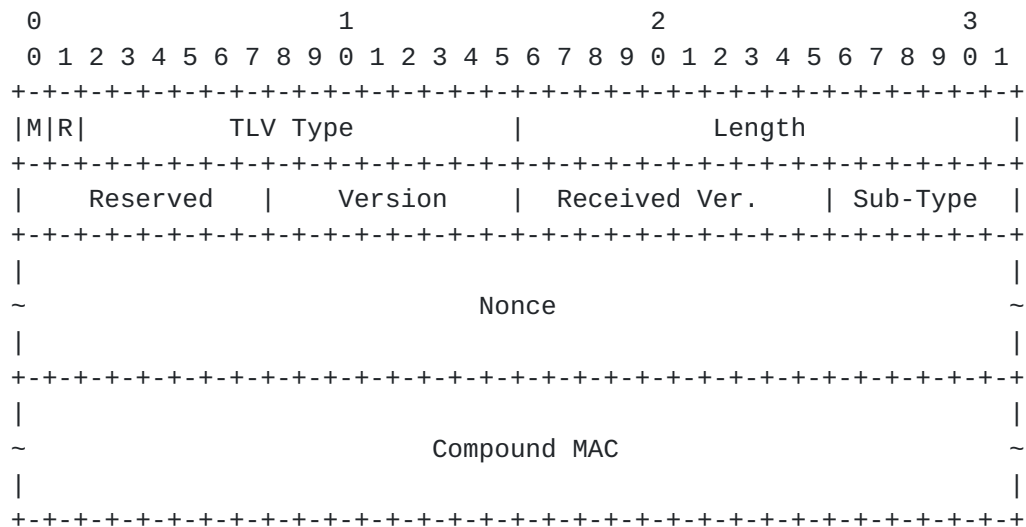 0                   1                   2                   3
 0 1 2 3 4 5 6 7 8 9 0 1 2 3 4 5 6 7 8 9 0 1 2 3 4 5 6 7 8 9 0 1
+-+-+-+-+-+-+-+-+-+-+-+-+-+-+-+-+-+-+-+-+-+-+-+-+-+-+-+-+-+-+-+-+
|M|R|         TLV Type          |            Length             |
+-+-+-+-+-+-+-+-+-+-+-+-+-+-+-+-+-+-+-+-+-+-+-+-+-+-+-+-+-+-+-+-+
|    Reserved   |    Version    |  Received Ver.    | Sub-Type  |
+-+-+-+-+-+-+-+-+-+-+-+-+-+-+-+-+-+-+-+-+-+-+-+-+-+-+-+-+-+-+-+-+
|                                                               |
~                             Nonce                             ~
|                                                               |
+-+-+-+-+-+-+-+-+-+-+-+-+-+-+-+-+-+-+-+-+-+-+-+-+-+-+-+-+-+-+-+-+
|                                                               |
~                          Compound MAC                         ~
|                                                               |
+-+-+-+-+-+-+-+-+-+-+-+-+-+-+-+-+-+-+-+-+-+-+-+-+-+-+-+-+-+-+-+-+